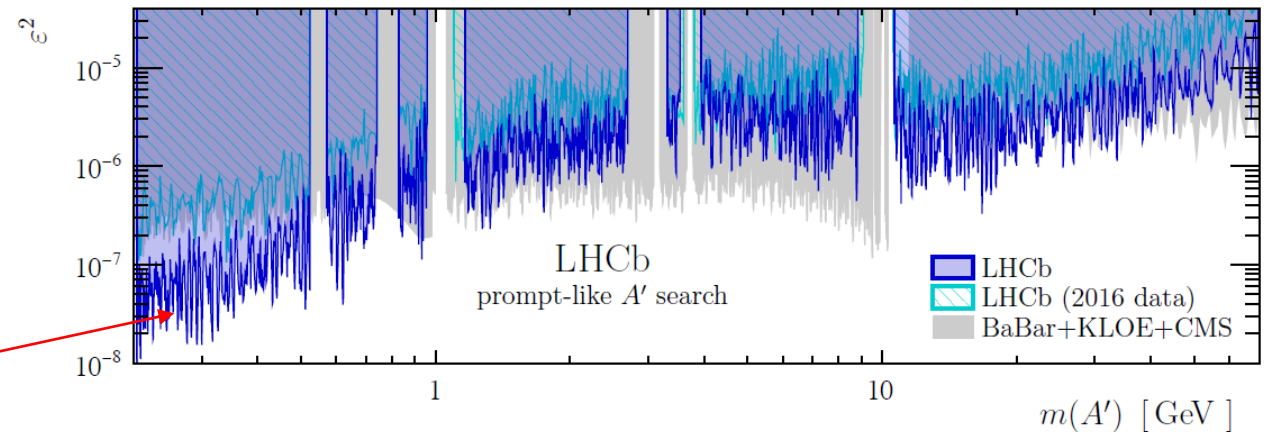 ε²
10⁻⁵
10⁻⁶
10⁻⁷
10⁻⁸
LHCb
prompt-like A′ search
LHCb
LHCb (2016 data)
BaBar+KLOE+CMS
1
10
m(A′) [ GeV ]